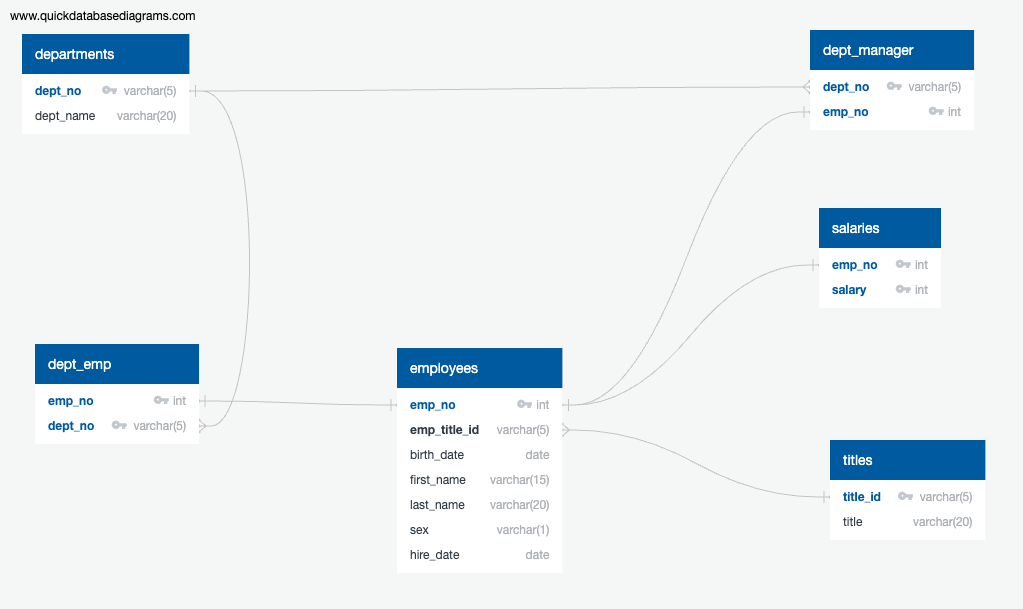 www.quickdatabasediagrams.com
departments
dept_no varchar(5)
dept_name varchar(20)
dept_manager
dept_no varchar(5)
emp_no int
salaries
emp_no int
salary int
dept_emp
emp_no int
dept_no varchar(5)
employees
emp_no int
emp_title_id varchar(5)
birth_date date
first_name varchar(15)
last_name varchar(20)
sex varchar(1)
hire_date date
titles
title_id varchar(5)
title varchar(20)